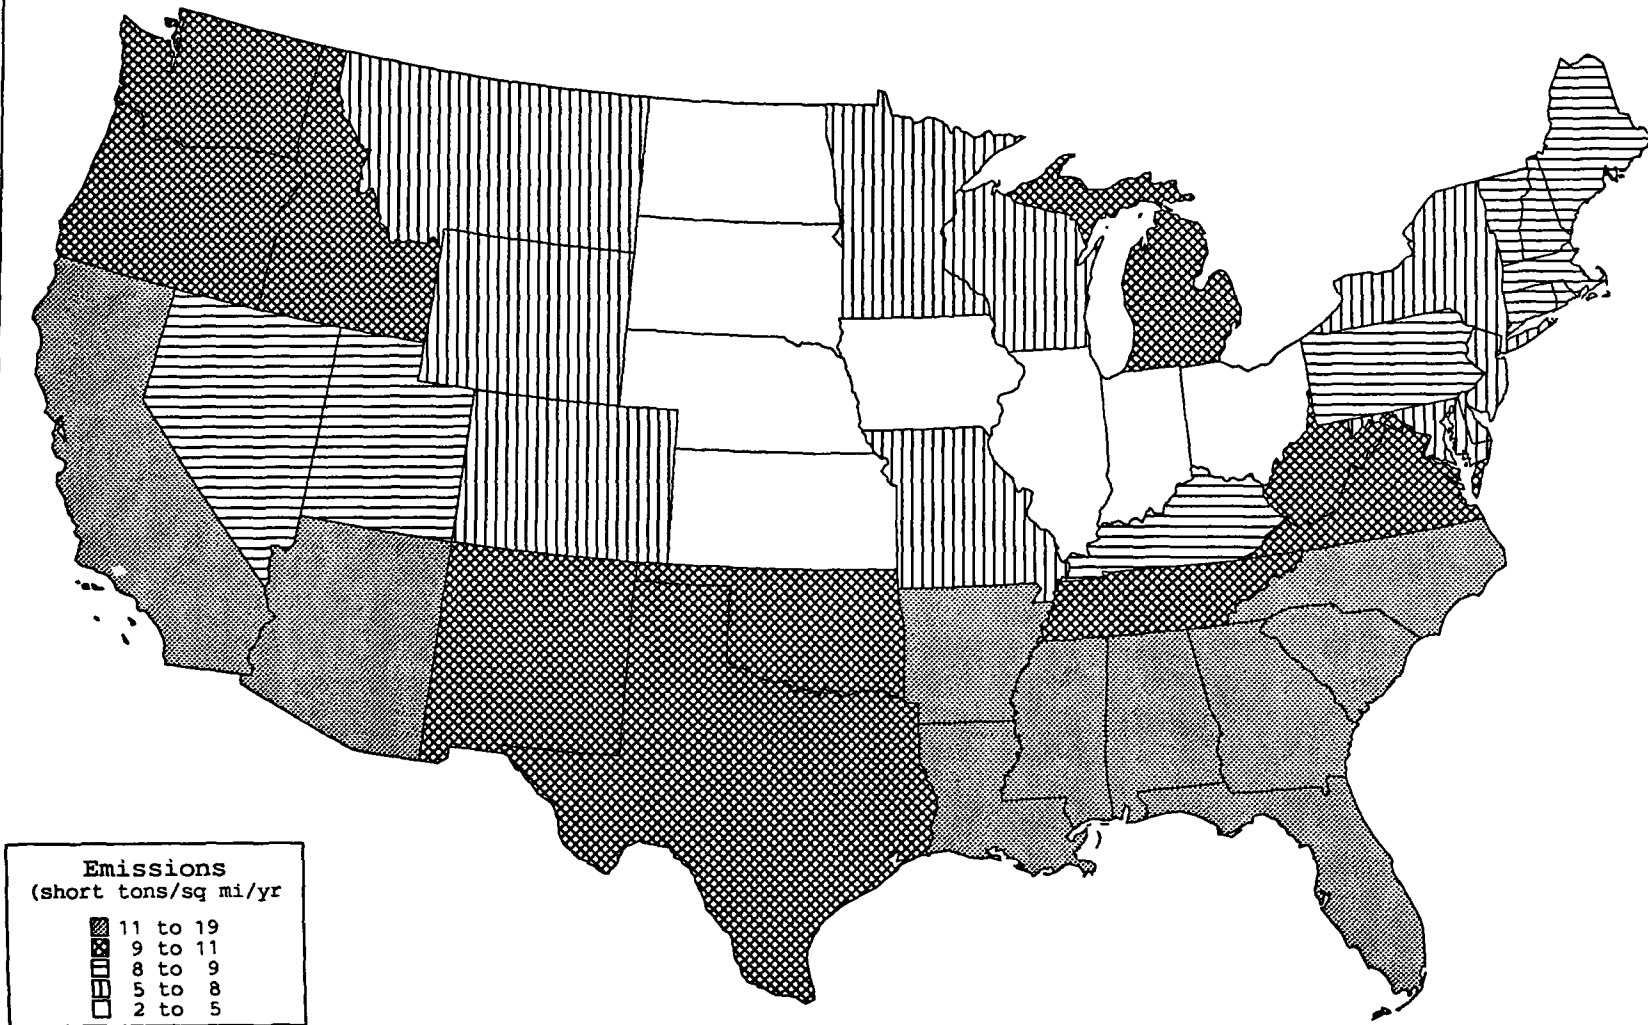 Emissions
(short tons/sq mi/yr
11 to 19
9 to 11
8 to 9
5 to 8
2 to 5